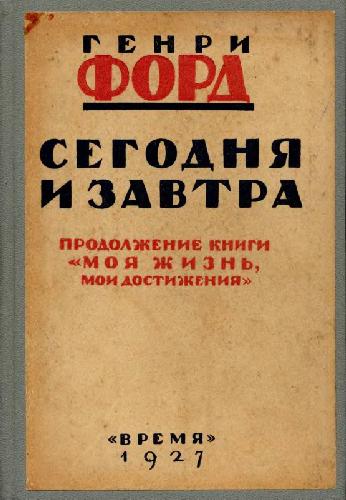 ГЕНРИ
ФОРД
СЕГОДНЯ
И ЗАВТРА
ПРОДОЛЖЕНИЕ КНИГИ
«МОЯ ЖИЗНЬ,
МОИ ДОСТИЖЕНИЯ»
«ВРЕМЯ»
1927